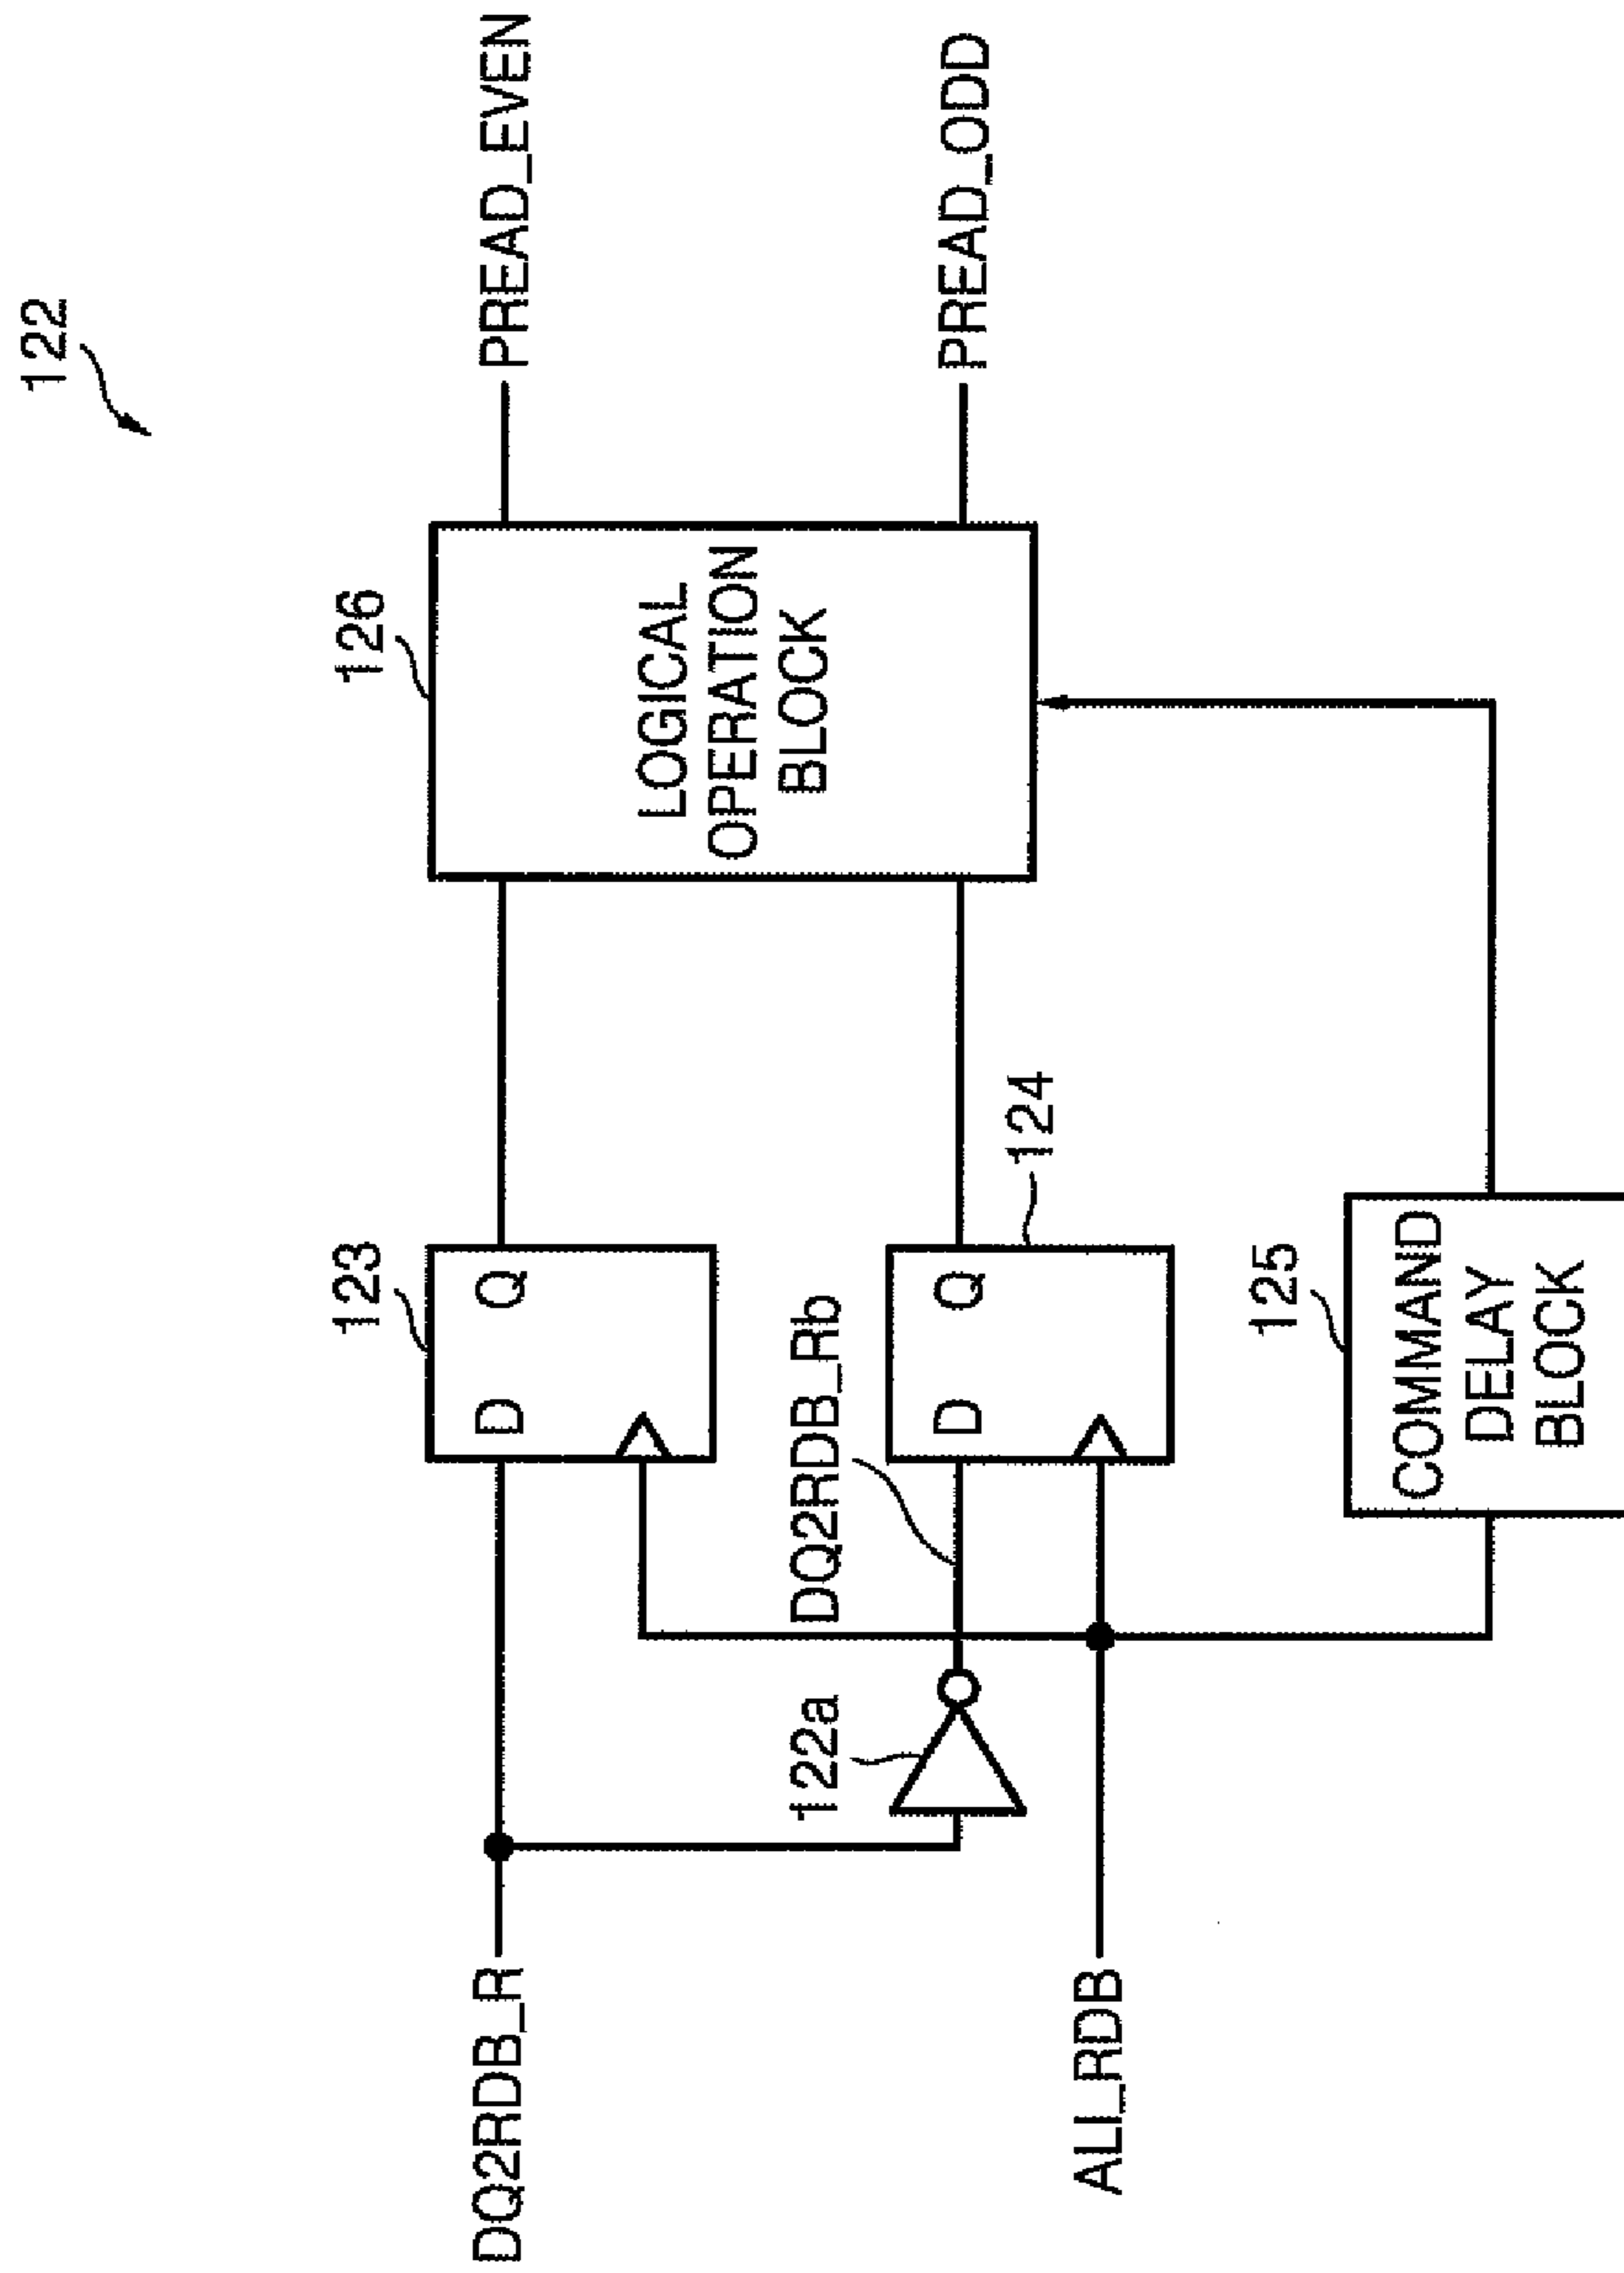 122
DQ2RDB_R
ALI_RDB
122a
DQ2RDB_Rb
123
D Q
124
D Q
125
COMMAND
DELAY
BLOCK
126
LOGICAL
OPERATION
BLOCK
PREAD_EVEN
PREAD_ODD